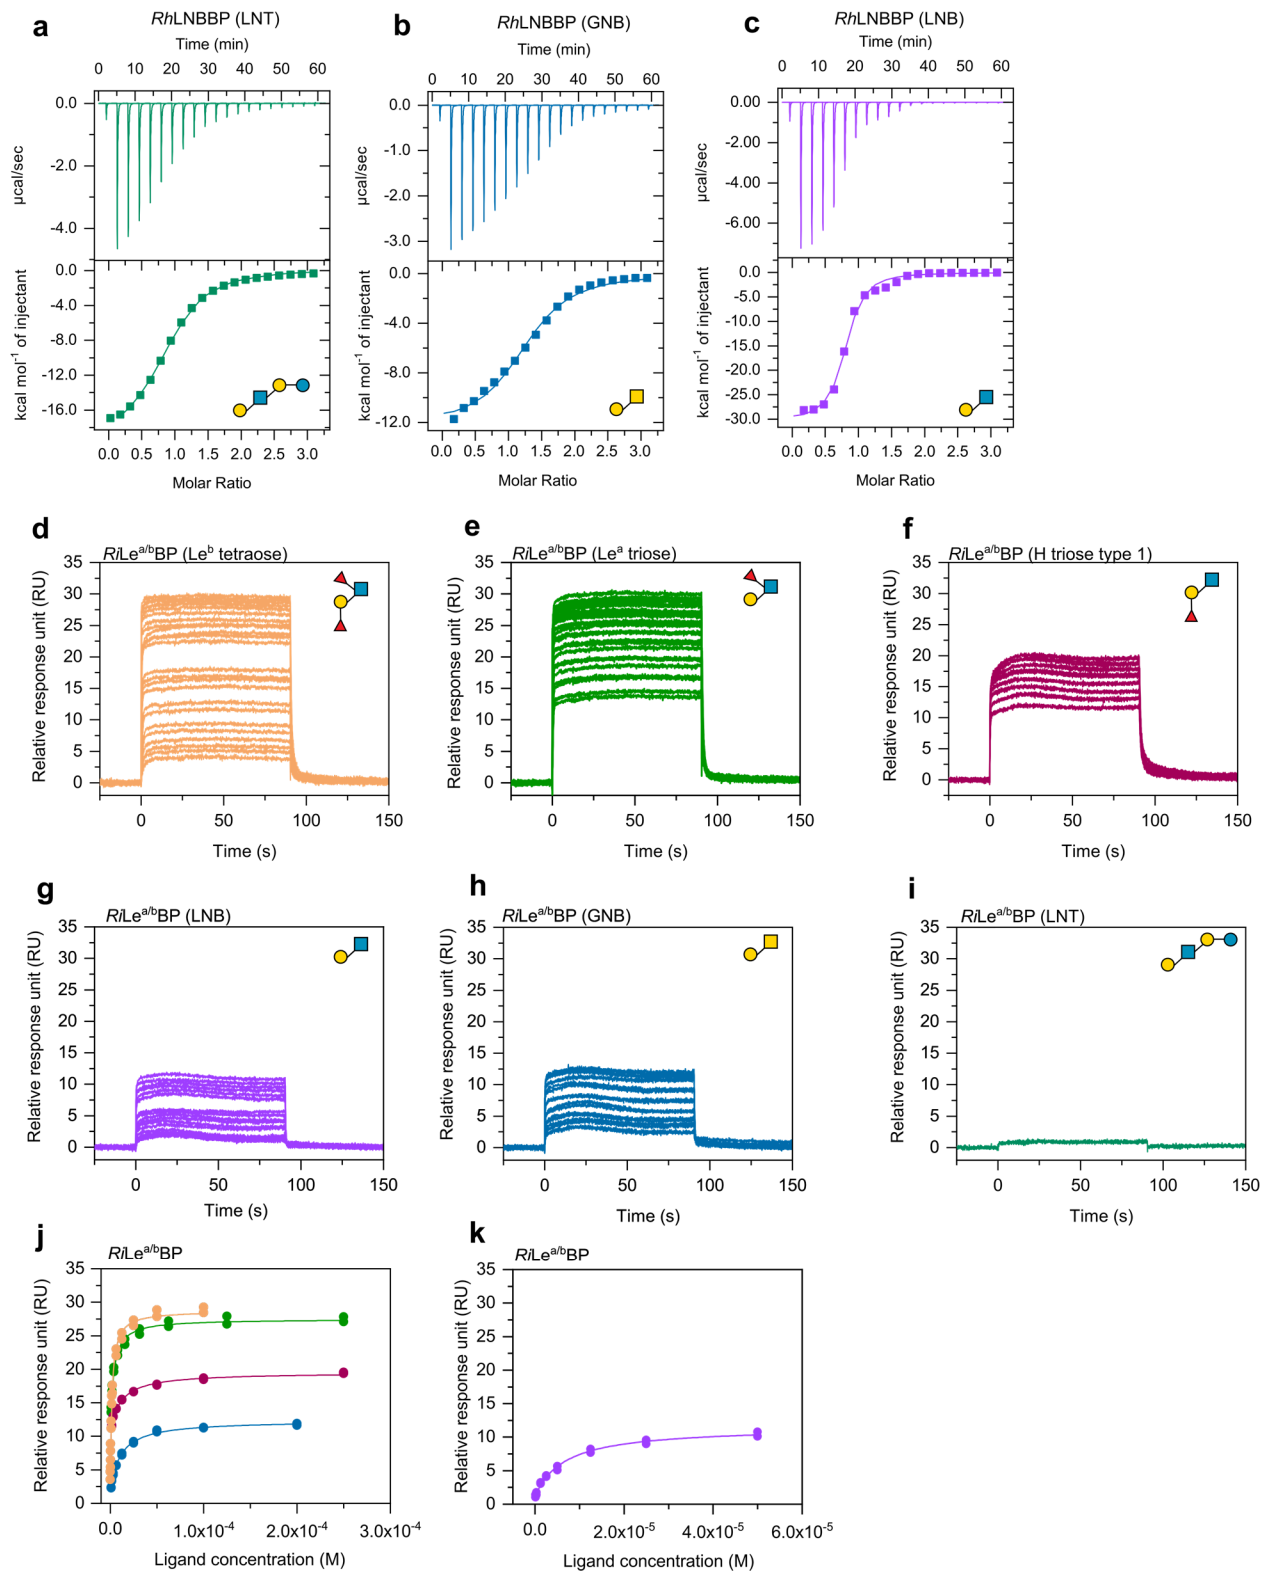 a
RhLNBBP (LNT)
Time (min)
0 10 20 30 40 50 60
0.0
-2.0
-4.0
µcal/sec
0.0
-4.0
-8.0
-12.0
-16.0
kcal mol⁻¹ of injectant
0.0 0.5 1.0 1.5 2.0 2.5 3.0
Molar Ratio
b
RhLNBBP (GNB)
Time (min)
0 10 20 30 40 50 60
0.0
-1.0
-2.0
-3.0
µcal/sec
0.0
-4.0
-8.0
-12.0
kcal mol⁻¹ of injectant
0.0 0.5 1.0 1.5 2.0 2.5 3.0
Molar Ratio
c
RhLNBBP (LNB)
Time (min)
0 10 20 30 40 50 60
0.00
-2.00
-4.00
-6.00
µcal/sec
0.0
-5.0
-10.0
-15.0
-20.0
-25.0
-30.0
kcal mol⁻¹ of injectant
0.0 0.5 1.0 1.5 2.0 2.5 3.0
Molar Ratio
d
RiLeᵃ/ᵇBP (Leᵇ tetraose)
35
30
25
20
15
10
5
0
Relative response unit (RU)
0 50 100 150
Time (s)
e
RiLeᵃ/ᵇBP (Leᵃ triose)
35
30
25
20
15
10
5
0
Relative response unit (RU)
0 50 100 150
Time (s)
f
RiLeᵃ/ᵇBP (H triose type 1)
35
30
25
20
15
10
5
0
Relative response unit (RU)
0 50 100 150
Time (s)
g
RiLeᵃ/ᵇBP (LNB)
35
30
25
20
15
10
5
0
Relative response unit (RU)
0 50 100 150
Time (s)
h
RiLeᵃ/ᵇBP (GNB)
35
30
25
20
15
10
5
0
Relative response unit (RU)
0 50 100 150
Time (s)
i
RiLeᵃ/ᵇBP (LNT)
35
30
25
20
15
10
5
0
Relative response unit (RU)
0 50 100 150
Time (s)
j
RiLeᵃ/ᵇBP
35
30
25
20
15
10
5
0
Relative response unit (RU)
0.0 1.0x10⁻⁴ 2.0x10⁻⁴ 3.0x10⁻⁴
Ligand concentration (M)
k
RiLeᵃ/ᵇBP
35
30
25
20
15
10
5
0
Relative response unit (RU)
0.0 2.0x10⁻⁵ 4.0x10⁻⁵ 6.0x10⁻⁵
Ligand concentration (M)